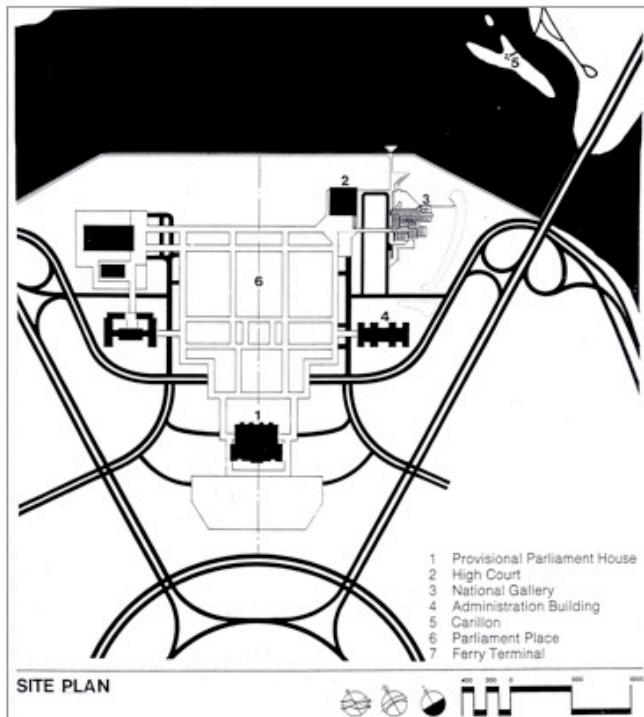 5
2
3
6
4
1
1 Provisional Parliament House
2 High Court
3 National Gallery
4 Administration Building
5 Carillon
6 Parliament Place
7 Ferry Terminal
SITE PLAN